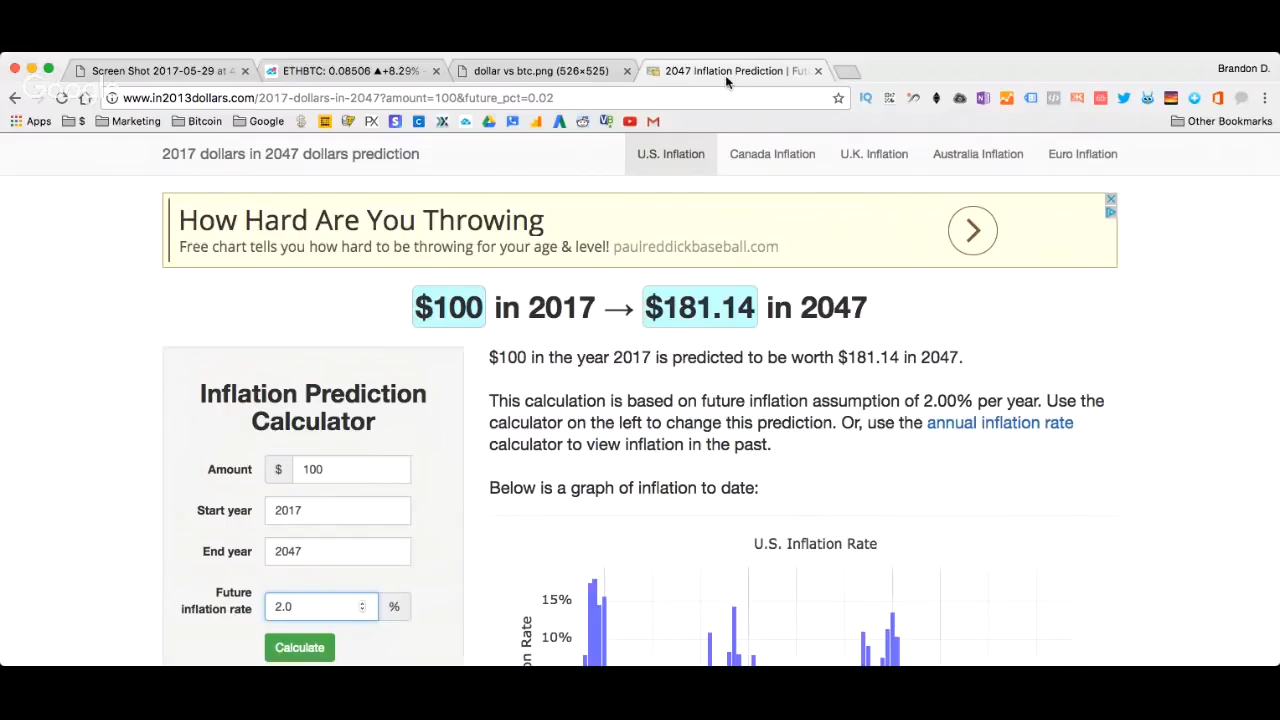 Screen Shot 2017-05-29 at 4
ETHBTC: 0.08506 ▲+8.29%
dollar vs btc.png (526×525)
2047 Inflation Prediction | Fut
Brandon D.
Google
www.in2013dollars.com/2017-dollars-in-2047?amount=100&future_pct=0.02
Apps $ Marketing Bitcoin Google Other Bookmarks
2017 dollars in 2047 dollars prediction
U.S. Inflation Canada Inflation U.K. Inflation Australia Inflation Euro Inflation
How Hard Are You Throwing
Free chart tells you how hard to be throwing for your age & level! paulreddickbaseball.com
$100 in 2017 → $181.14 in 2047
Inflation Prediction
Calculator
Amount $ 100
Start year 2017
End year 2047
Future
inflation rate 2.0 %
Calculate
$100 in the year 2017 is predicted to be worth $181.14 in 2047.
This calculation is based on future inflation assumption of 2.00% per year. Use the
calculator on the left to change this prediction. Or, use the annual inflation rate
calculator to view inflation in the past.
Below is a graph of inflation to date:
U.S. Inflation Rate
15%
10%
on Rate